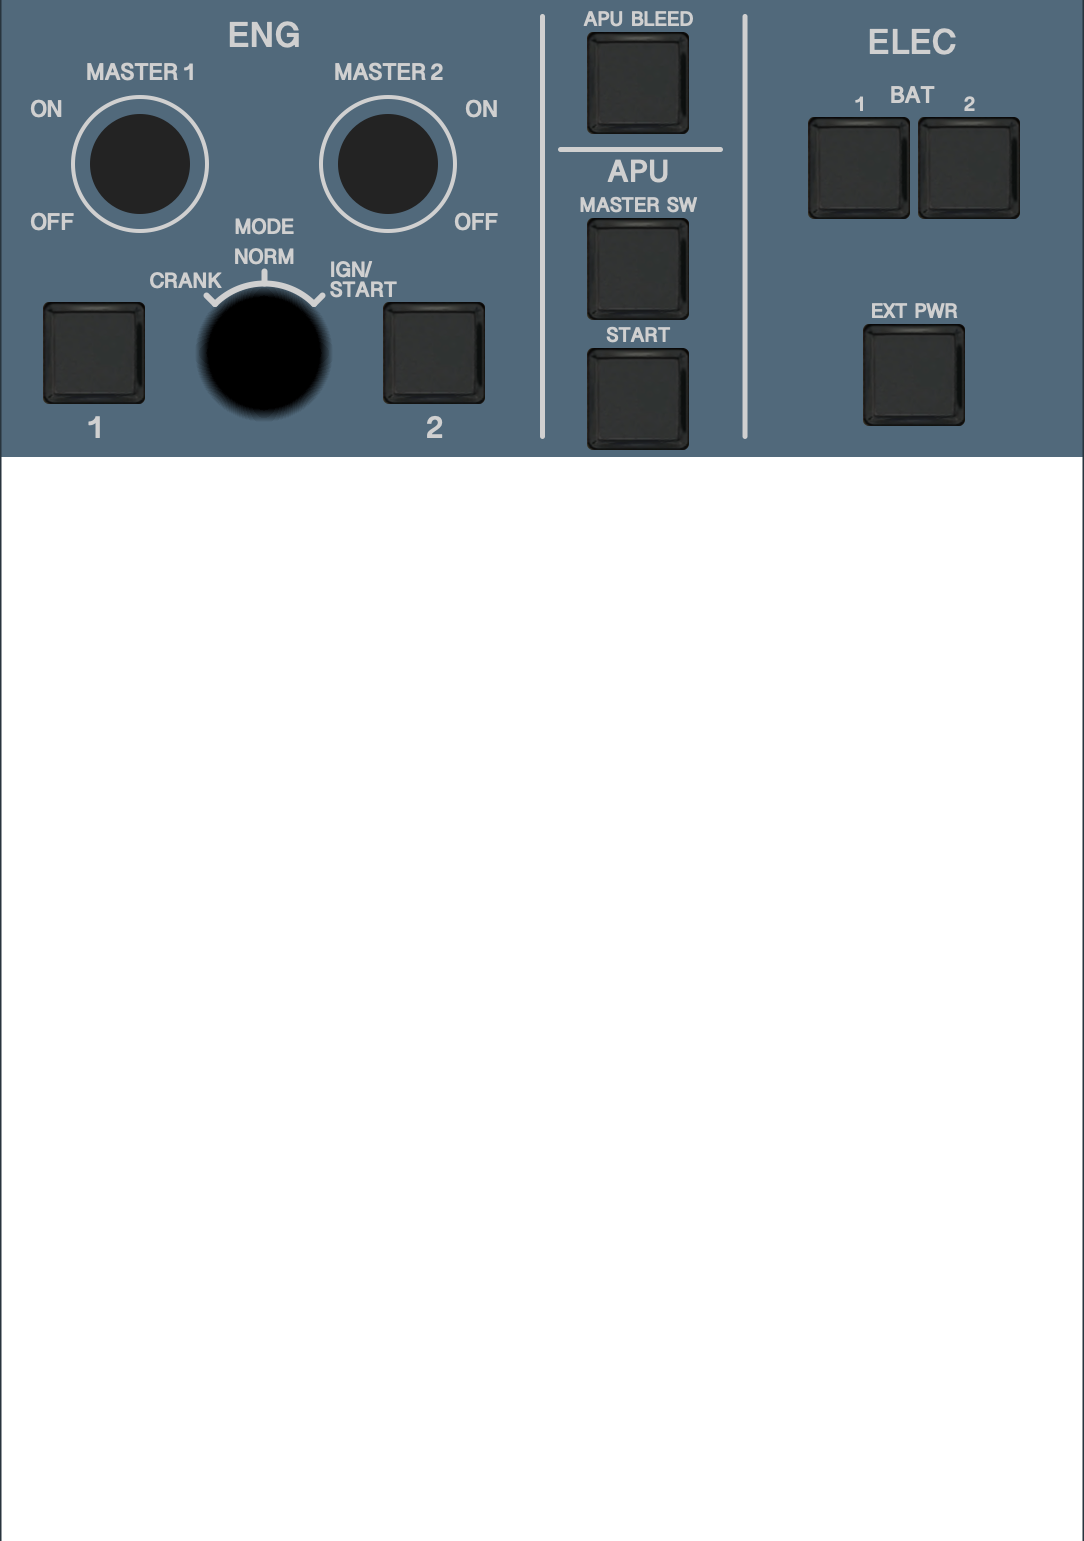 ENG
MASTER 1
MASTER 2
ON
ON
OFF
OFF
MODE
NORM
CRANK
IGN/
START
1
2
APU BLEED
APU
MASTER SW
START
ELEC
BAT
1
2
EXT PWR